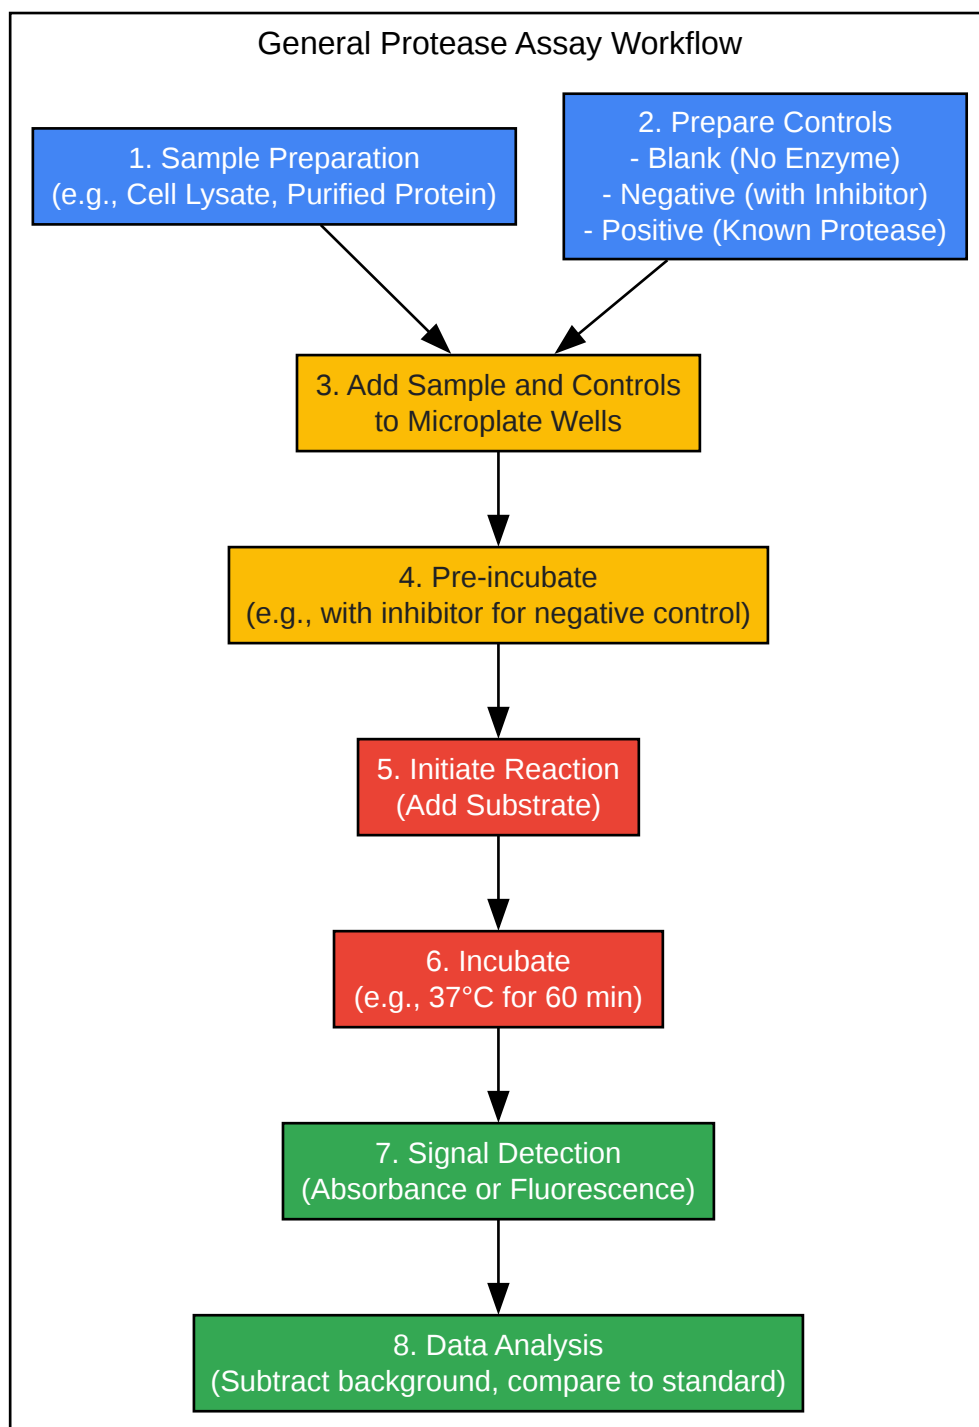 General Protease Assay Workflow
1. Sample Preparation
(e.g., Cell Lysate, Purified Protein)
2. Prepare Controls
- Blank (No Enzyme)
- Negative (with Inhibitor)
- Positive (Known Protease)
3. Add Sample and Controls
to Microplate Wells
4. Pre-incubate
(e.g., with inhibitor for negative control)
5. Initiate Reaction
(Add Substrate)
6. Incubate
(e.g., 37°C for 60 min)
7. Signal Detection
(Absorbance or Fluorescence)
8. Data Analysis
(Subtract background, compare to standard)